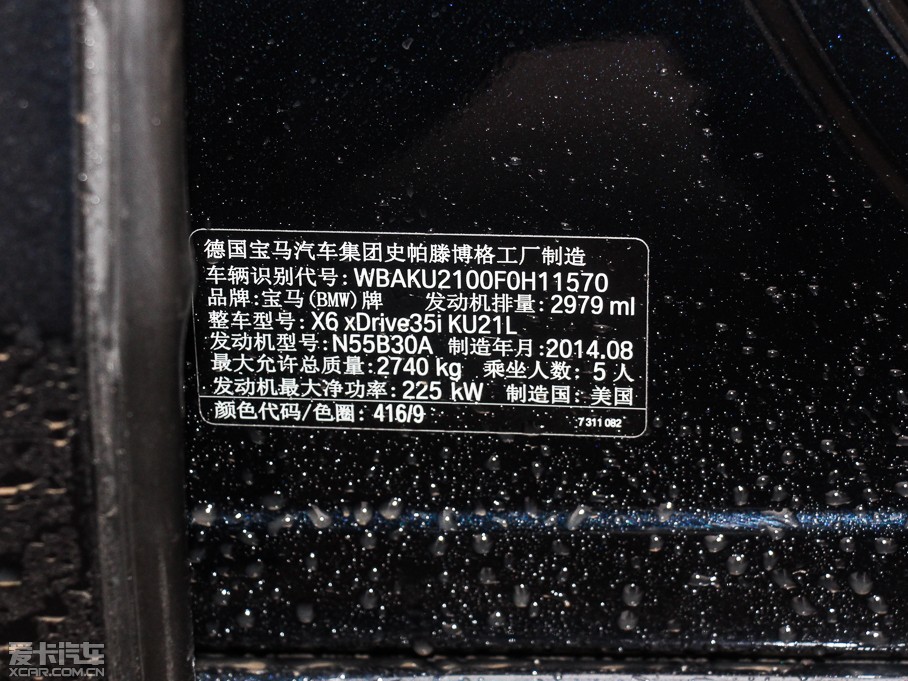 德国宝马汽车集团史帕滕博格工厂制造
车辆识别代号: WBAKU2100F0H11570
品牌: 宝马(BMW)牌 发动机排量: 2979 ml
整车型号: X6 xDrive35i KU21L
发动机型号: N55B30A 制造年月: 2014.08
最大允许总质量: 2740 kg 乘坐人数: 5 人
发动机最大净功率: 225 kW 制造国: 美国
颜色代码/色圈: 416/9 7 311 082
爱卡汽车
XCAR.COM.CN